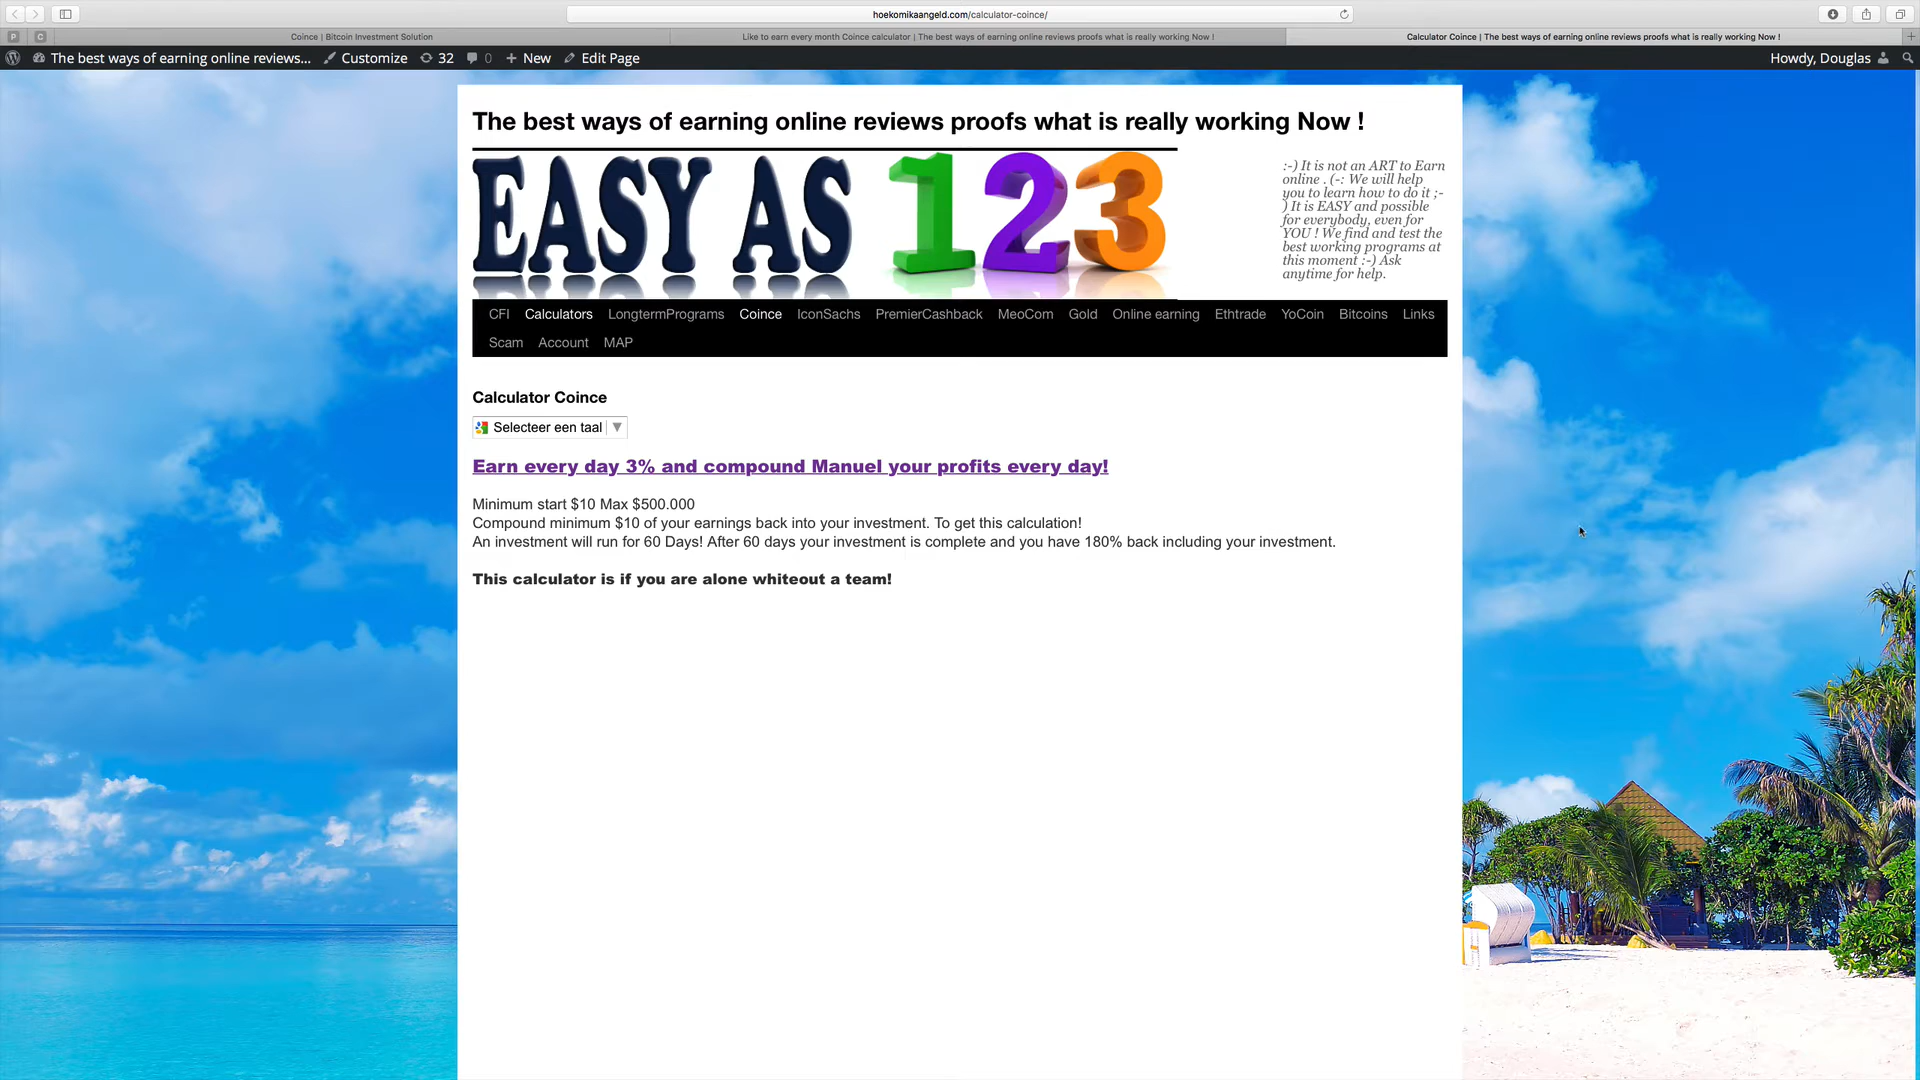 hoekomikaangeld.com/calculator-coince/
P
C
Coince | Bitcoin Investment Solution
Like to earn every month Coince calculator | The best ways of earning online reviews proofs what is really working Now !
Calculator Coince | The best ways of earning online reviews proofs what is really working Now !
The best ways of earning online reviews... Customize 32 0 New Edit Page
Howdy, Douglas
The best ways of earning online reviews proofs what is really working Now !
EASY AS 123
:-) It is not an ART to Earn
online . (-: We will help
you to learn how to do it ;-
) It is EASY and possible
for everybody, even for
YOU ! We find and test the
best working programs at
this moment :-) Ask
anytime for help.
CFI Calculators LongtermPrograms Coince IconSachs PremierCashback MeoCom Gold Online earning Ethtrade YoCoin Bitcoins Links
Scam Account MAP
Calculator Coince
Selecteer een taal ▼
Earn every day 3% and compound Manuel your profits every day!
Minimum start $10 Max $500.000
Compound minimum $10 of your earnings back into your investment. To get this calculation!
An investment will run for 60 Days! After 60 days your investment is complete and you have 180% back including your investment.
This calculator is if you are alone whiteout a team!